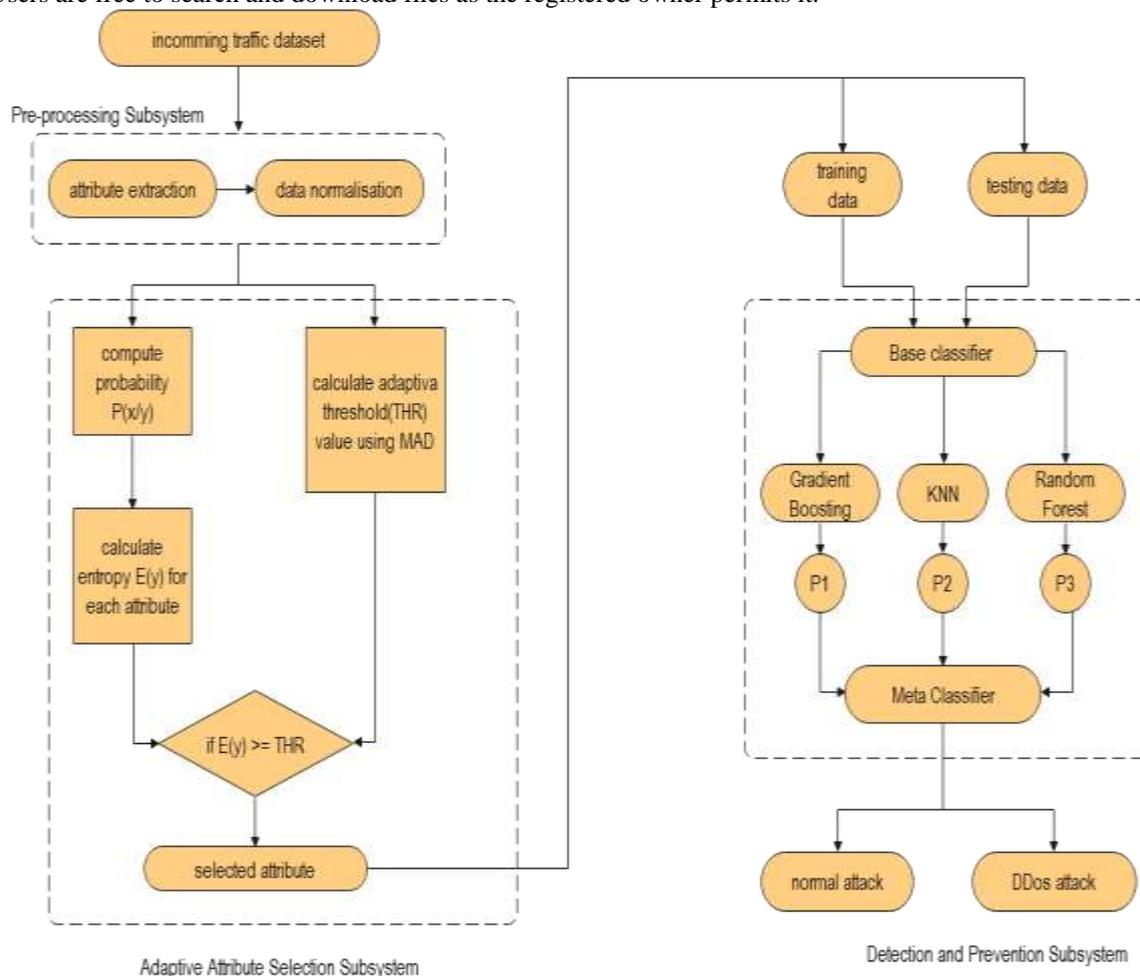 Users are free to search and download files as the registered owner permits it.
incomming traffic dataset
Pre-processing Subsystem
attribute extraction
data normalisation
compute
probability
P(x/y)
calculate adaptiva
threshold(THR)
value using MAD
calculate
entropy E(y) for
each attribute
if E(y) >= THR
selected attribute
Adaptive Attribute Selection Subsystem
training
data
testing data
Base classifier
Gradient
Boosting
KNN
Random
Forest
P1
P2
P3
Meta Classifier
normal attack
DDos attack
Detection and Prevention Subsystem